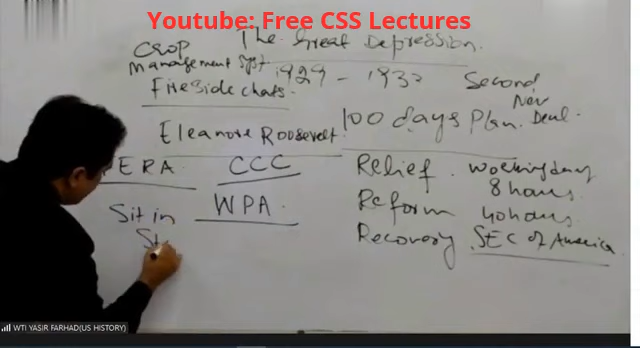 Youtube: Free CSS Lectures
The Great Depression.
CROP
Management Syst
1929 - 1932
Fireside chats.
Second
New
Deal.
100 days Plan.
Eleanore Roosevelt
ERA. CCC
Sit in
St
WPA.
Relief. Working day
8 hours
Reform 40 hours
Recovery. SEC of America
WTI YASIR FARHAD(US HISTORY)